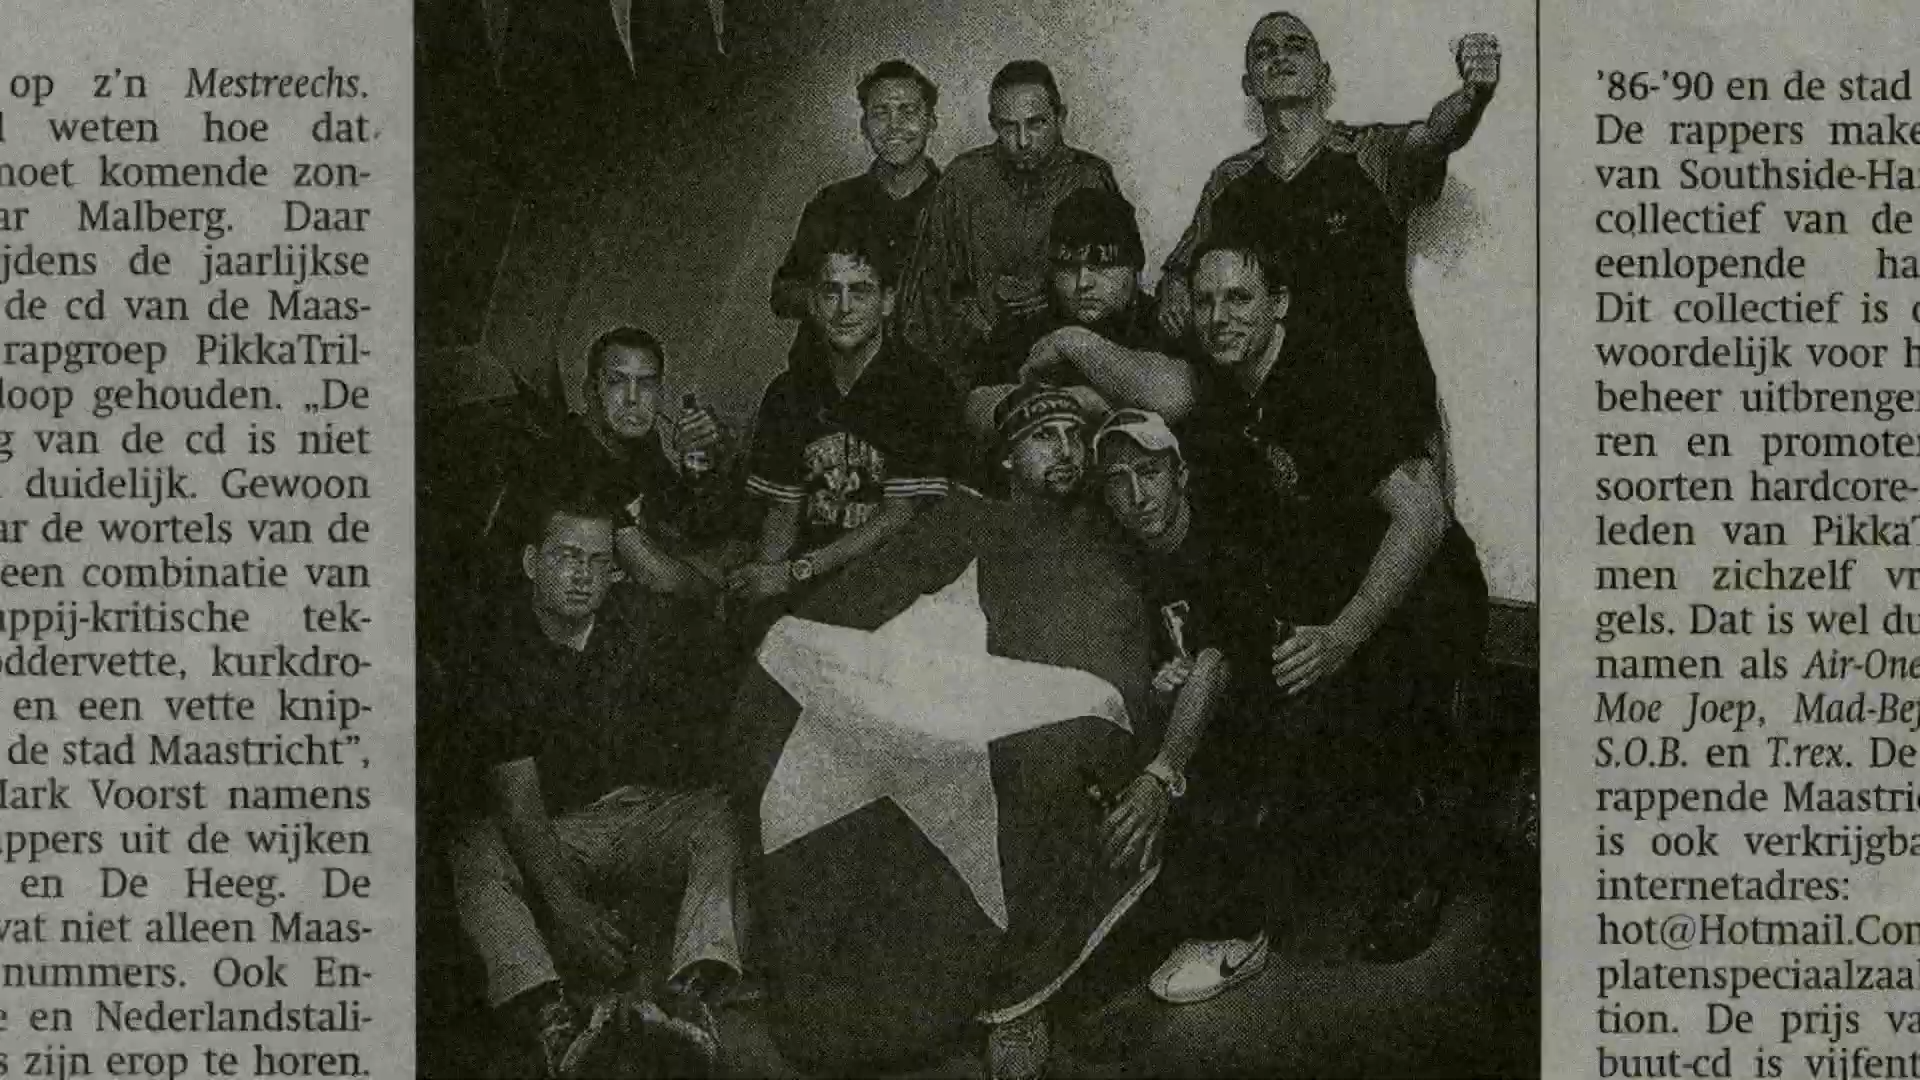 op z'n Mestreechs.
weten hoe dat
moet komende zon-
ar Malberg. Daar
ijdens de jaarlijkse
de cd van de Maas-
rapgroep PikkaTril-
loop gehouden. „De
g van de cd is niet
duidelijk. Gewoon
ar de wortels van de
een combinatie van
appij-kritische tek-
oddervette, kurkdro-
en een vette knip-
de stad Maastricht”,
Mark Voorst namens
appers uit de wijken
en De Heeg. De
vat niet alleen Maas-
nummers. Ook En-
e en Nederlandstali-
s zijn erop te horen.
'86-'90 en de stad
De rappers make
van Southside-Ha
collectief van de
eenlopende ha
Dit collectief is
woordelijk voor h
beheer uitbrenge
ren en promote
soorten hardcore-
leden van PikkaT
men zichzelf vr
gels. Dat is wel du
namen als Air-One
Moe Joep, Mad-Bej
S.O.B. en T.rex. De
rappende Maastric
is ook verkrijgba
internetadres:
hot@Hotmail.Com
platenspeciaalzaa
tion. De prijs va
buut-cd is vijfent